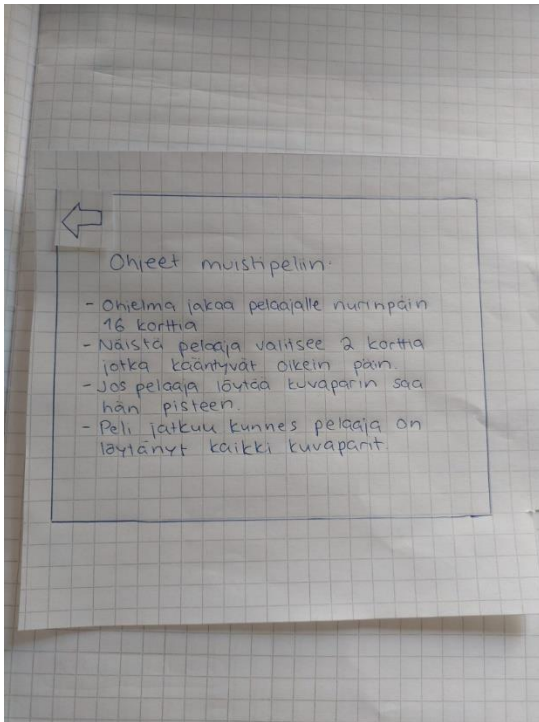 Ohjeet muistipeliin.
- Ohjelma jakaa pelaajalle nurinpäin
16 korttia
- Näistä pelaaja valitsee 2 korttia
jotka kääntyvät oikein päin.
- Jos pelaaja löytää kuvaparin saa
hän pisteen.
- Peli jatkuu kunnes pelaaja on
löytänyt kaikki kuvaparit.